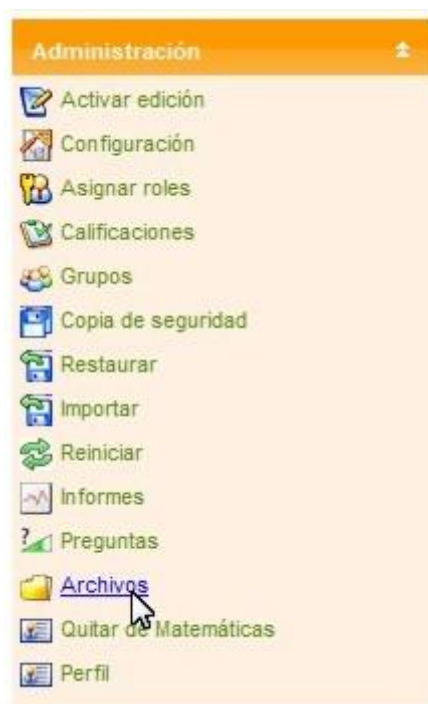 Administración
Activar edición
Configuración
Asignar roles
Calificaciones
Grupos
Copia de seguridad
Restaurar
Importar
Reiniciar
Informes
Preguntas
Archivos
Quitar de Matemáticas
Perfil